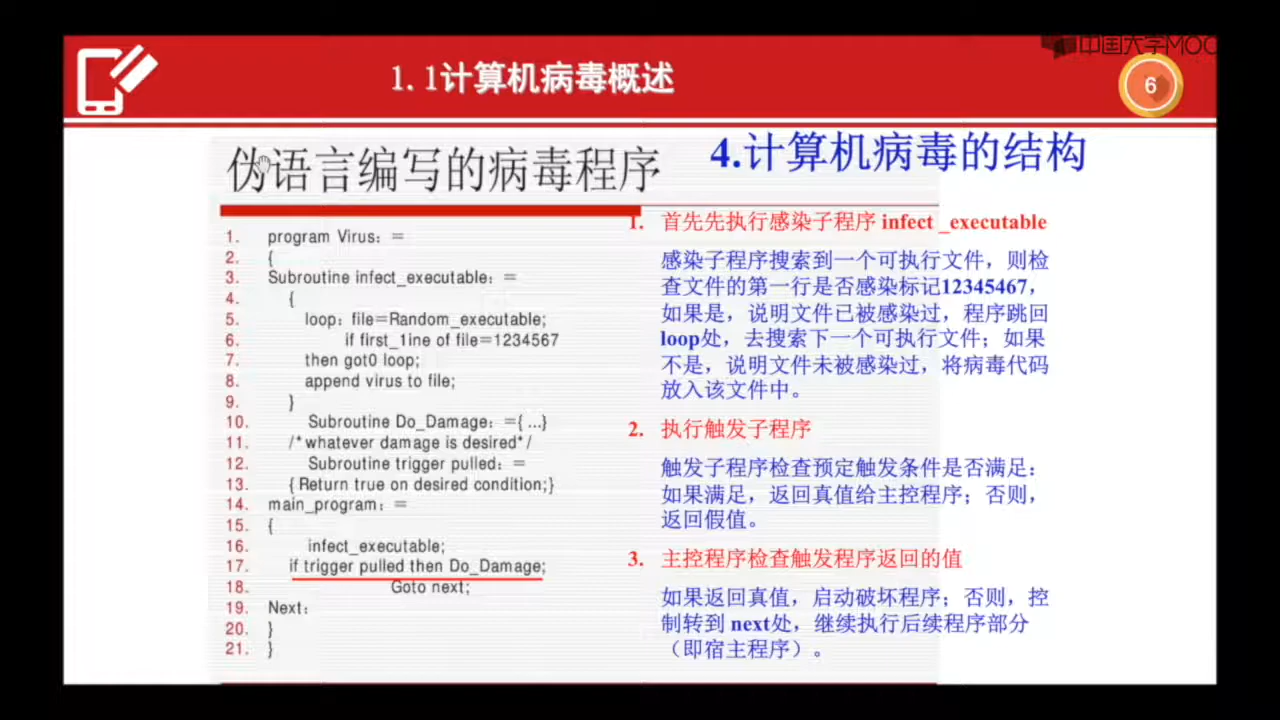 中国大学MOO
1.1计算机病毒概述
6
伪语言编写的病毒程序
4.计算机病毒的结构
1. program Virus：＝
2. {
3. Subroutine infect_executable：＝
4. {
5. loop：file=Random_executable;
6. if first_1ine of file=1234567
7. then got0 loop;
8. append virus to file;
9. }
10. Subroutine Do_Damage：={ ...}
11. /*whatever damage is desired*/
12. Subroutine trigger pulled：＝
13. { Return true on desired condition;}
14. main_program：＝
15. {
16. infect_executable;
17. if trigger pulled then Do_Damage;
18. Goto next;
19. Next：
20. }
21. }
1. 首先先执行感染子程序 infect _executable
感染子程序搜索到一个可执行文件，则检
查文件的第一行是否感染标记12345467，
如果是，说明文件已被感染过，程序跳回
loop处，去搜索下一个可执行文件；如果
不是，说明文件未被感染过，将病毒代码
放入该文件中。
2. 执行触发子程序
触发子程序检查预定触发条件是否满足：
如果满足，返回真值给主控程序；否则，
返回假值。
3. 主控程序检查触发程序返回的值
如果返回真值，启动破坏程序；否则，控
制转到 next处，继续执行后续程序部分
（即宿主程序）。